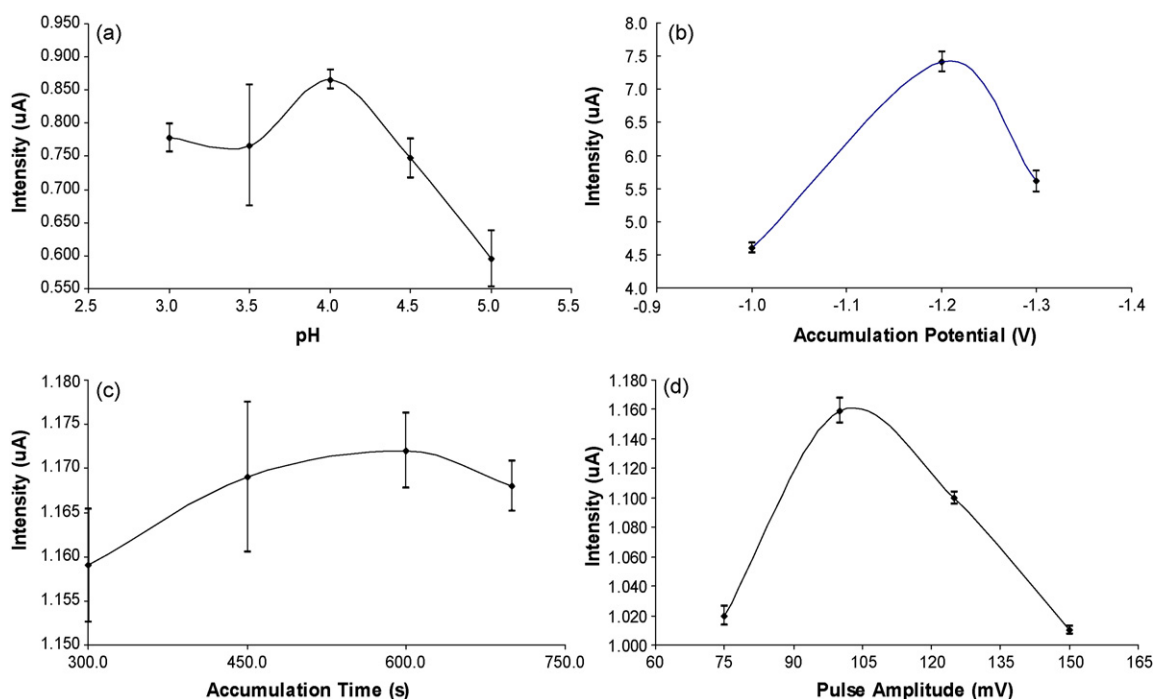 (a)
Intensity (uA)
0.950
0.900
0.850
0.800
0.750
0.700
0.650
0.600
0.550
2.5 3.0 3.5 4.0 4.5 5.0 5.5
pH
(b)
Intensity (uA)
8.0
7.5
7.0
6.5
6.0
5.5
5.0
4.5
4.0
-0.9 -1.0 -1.1 -1.2 -1.3 -1.4
Accumulation Potential (V)
(c)
Intensity (uA)
1.180
1.175
1.170
1.165
1.160
1.155
1.150
300.0 450.0 600.0 750.0
Accumulation Time (s)
(d)
Intensity (uA)
1.180
1.160
1.140
1.120
1.100
1.080
1.060
1.040
1.020
1.000
60 75 90 105 120 135 150 165
Pulse Amplitude (mV)